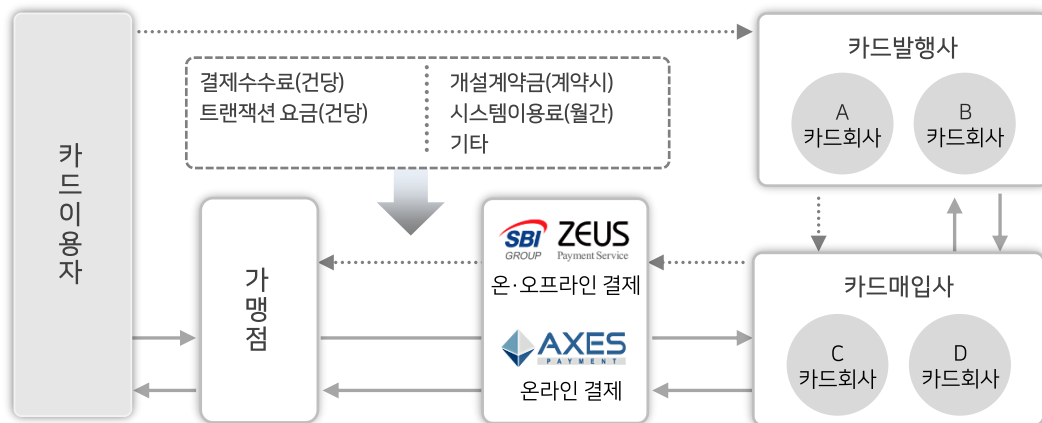 카드이용자
결제수수료(건당)
트랜잭션 요금(건당)
개설계약금(계약시)
시스템이용료(월간)
기타
카드발행사
A
카드회사
B
카드회사
가맹점
SBI
GROUP
ZEUS
Payment Service
온·오프라인 결제
AXES
PAYMENT
온라인 결제
카드매입사
C
카드회사
D
카드회사